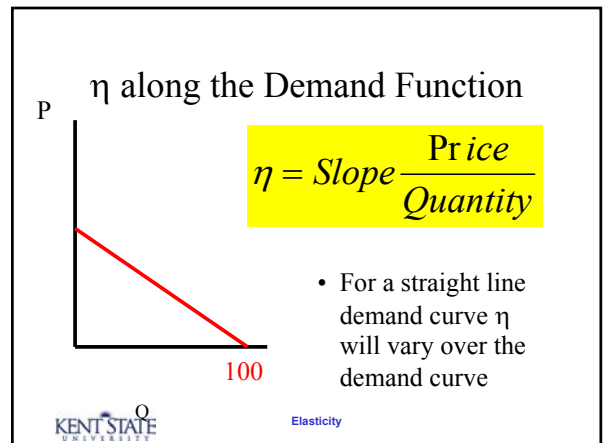 η along the Demand Function
P
η = Slope Price / Quantity
• For a straight line
demand curve η
will vary over the
demand curve
100
Q
KENT STATE
UNIVERSITY
Elasticity